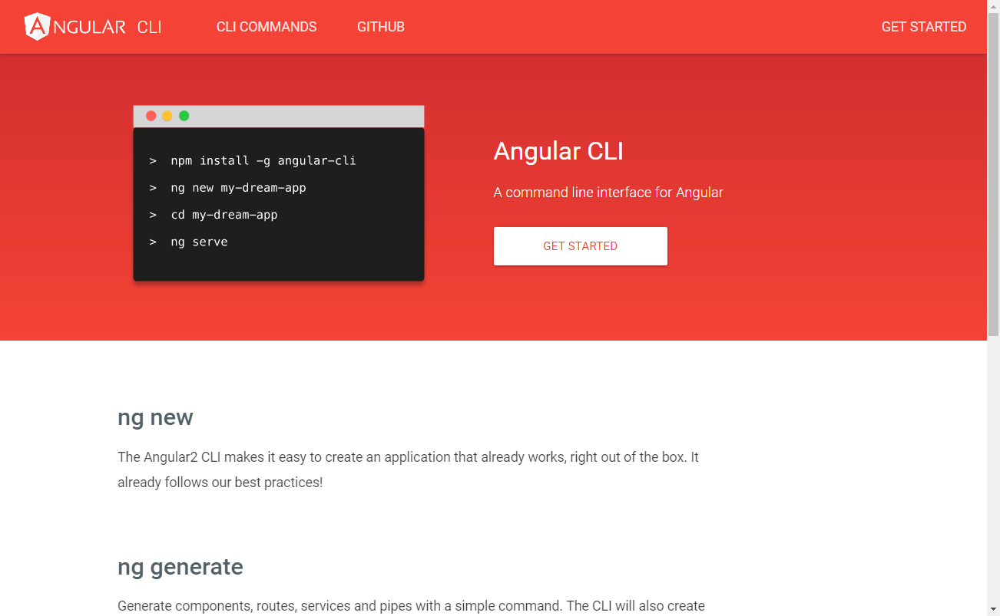 ANGULAR CLI CLI COMMANDS GITHUB GET STARTED
> npm install -g angular-cli
> ng new my-dream-app
> cd my-dream-app
> ng serve
Angular CLI
A command line interface for Angular
GET STARTED
ng new
The Angular2 CLI makes it easy to create an application that already works, right out of the box. It
already follows our best practices!
ng generate
Generate components, routes, services and pipes with a simple command. The CLI will also create